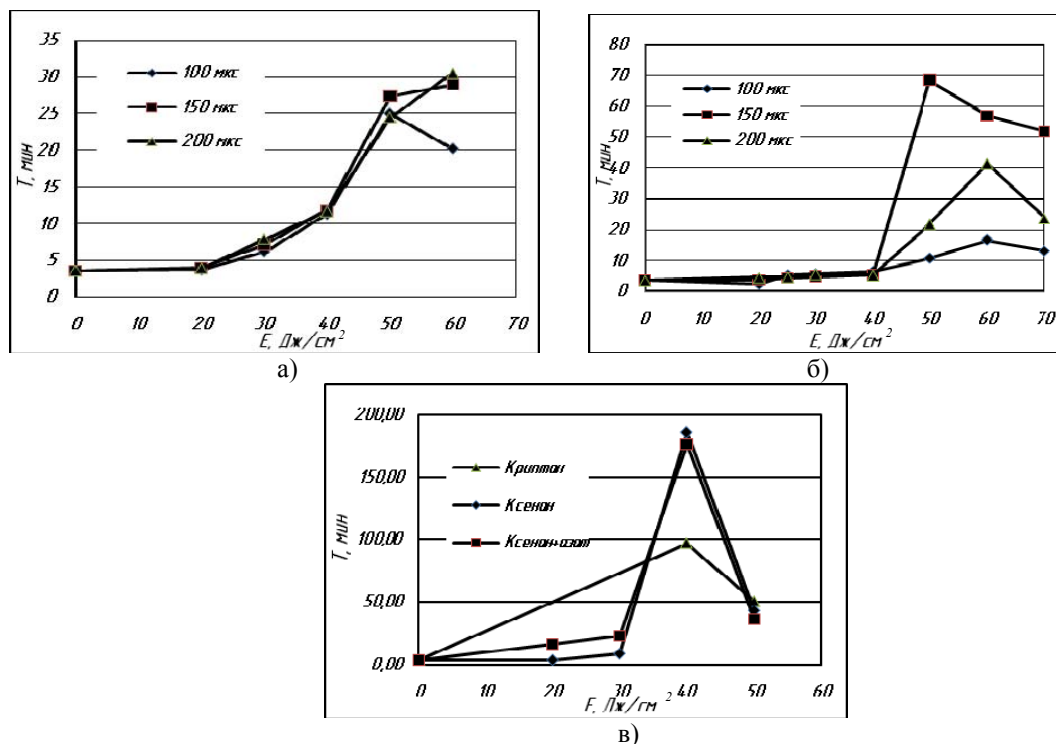 35
30
25
20
15
10
5
0
T, мин
100 мкс
150 мкс
200 мкс
0 20 30 40 50 60 70
E, Дж/см²
а)
80
70
60
50
40
30
20
10
0
T, мин
100 мкс
150 мкс
200 мкс
0 20 30 40 50 60 70
E, Дж/см²
б)
200,00
150,00
100,00
50,00
0,00
T, мин
Криптон
Ксенон
Ксенон+азот
0 10 20 30 40 50 60
E, Дж/см²
в)